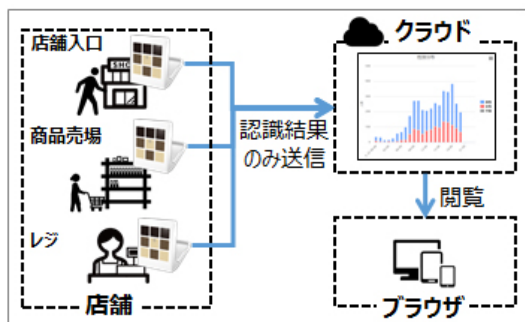 店舗入口
商品売場
レジ
店舗
認識結果
のみ送信
クラウド
閲覧
ブラウザ